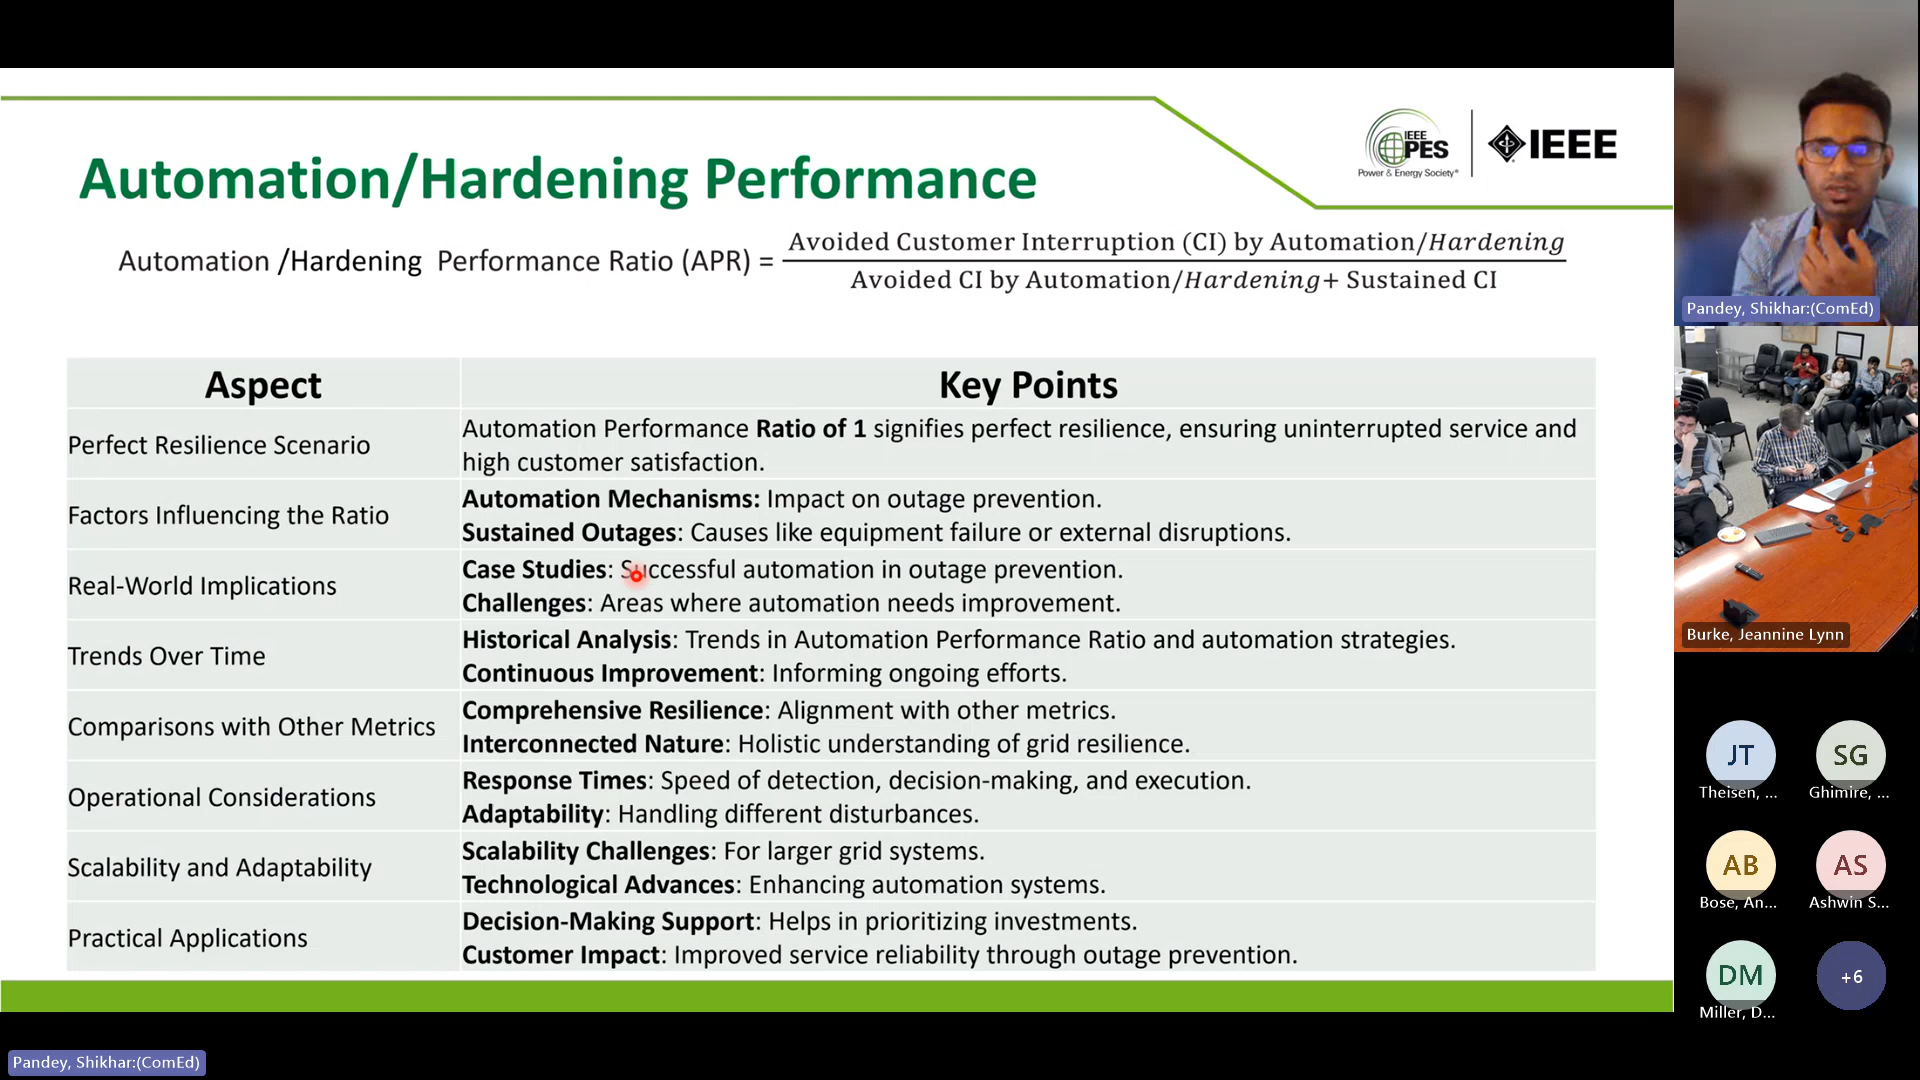 IEEE
PES
Power & Energy Society®
IEEE
Automation/Hardening Performance
Automation /Hardening Performance Ratio (APR) = Avoided Customer Interruption (CI) by Automation/Hardening
Avoided CI by Automation/Hardening+ Sustained CI
Aspect
Key Points
Perfect Resilience Scenario
Automation Performance Ratio of 1 signifies perfect resilience, ensuring uninterrupted service and
high customer satisfaction.
Factors Influencing the Ratio
Automation Mechanisms: Impact on outage prevention.
Sustained Outages: Causes like equipment failure or external disruptions.
Real-World Implications
Case Studies: Successful automation in outage prevention.
Challenges: Areas where automation needs improvement.
Trends Over Time
Historical Analysis: Trends in Automation Performance Ratio and automation strategies.
Continuous Improvement: Informing ongoing efforts.
Comparisons with Other Metrics
Comprehensive Resilience: Alignment with other metrics.
Interconnected Nature: Holistic understanding of grid resilience.
Operational Considerations
Response Times: Speed of detection, decision-making, and execution.
Adaptability: Handling different disturbances.
Scalability and Adaptability
Scalability Challenges: For larger grid systems.
Technological Advances: Enhancing automation systems.
Practical Applications
Decision-Making Support: Helps in prioritizing investments.
Customer Impact: Improved service reliability through outage prevention.
Pandey, Shikhar:(ComEd)
Pandey, Shikhar:(ComEd)
Burke, Jeannine Lynn
JT
Theisen, ...
SG
Ghimire, ...
AB
Bose, An...
AS
Ashwin S...
DM
Miller, D...
+6